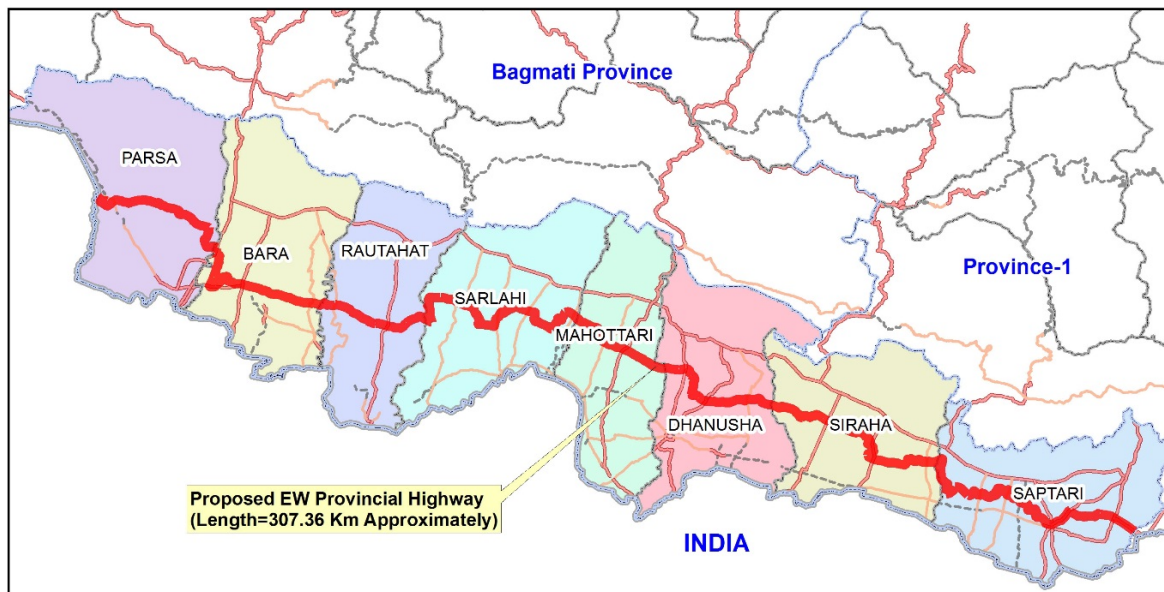 Bagmati Province
PARSA
BARA
RAUTAHAT
Province-1
SARLAHI
MAHOTTARI
DHANUSHA
SIRAHA
Proposed EW Provincial Highway
(Length=307.36 Km Approximately)
SAPTARI
INDIA